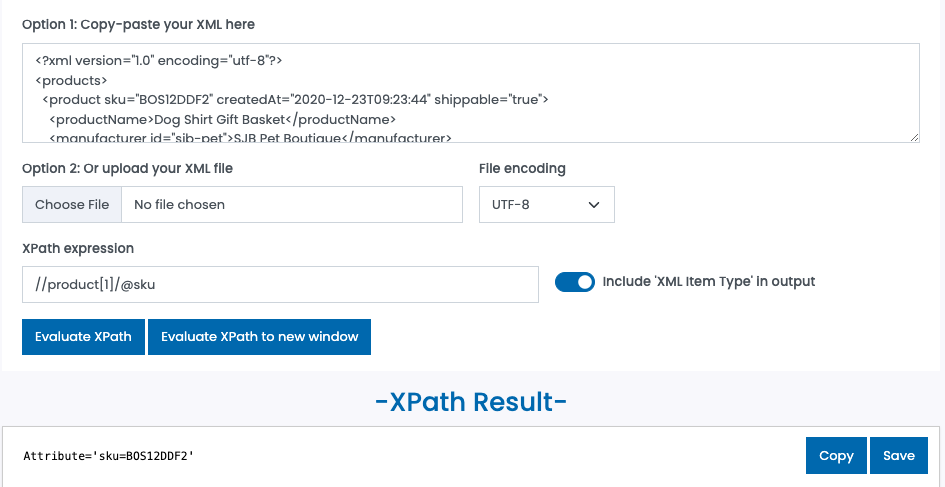 Option 1: Copy-paste your XML here
<?xml version="1.0" encoding="utf-8"?>
<products>
<product sku="BOS12DDF2" createdAt="2020-12-23T09:23:44" shippable="true">
<productName>Dog Shirt Gift Basket</productName>
<manufacturer id="sjb-pet">SJB Pet Boutique</manufacturer>
Option 2: Or upload your XML file
File encoding
Choose File No file chosen
UTF-8
XPath expression
//product[1]/@sku
Include 'XML Item Type' in output
Evaluate XPath Evaluate XPath to new window
-XPath Result-
Attribute='sku=BOS12DDF2'
Copy Save